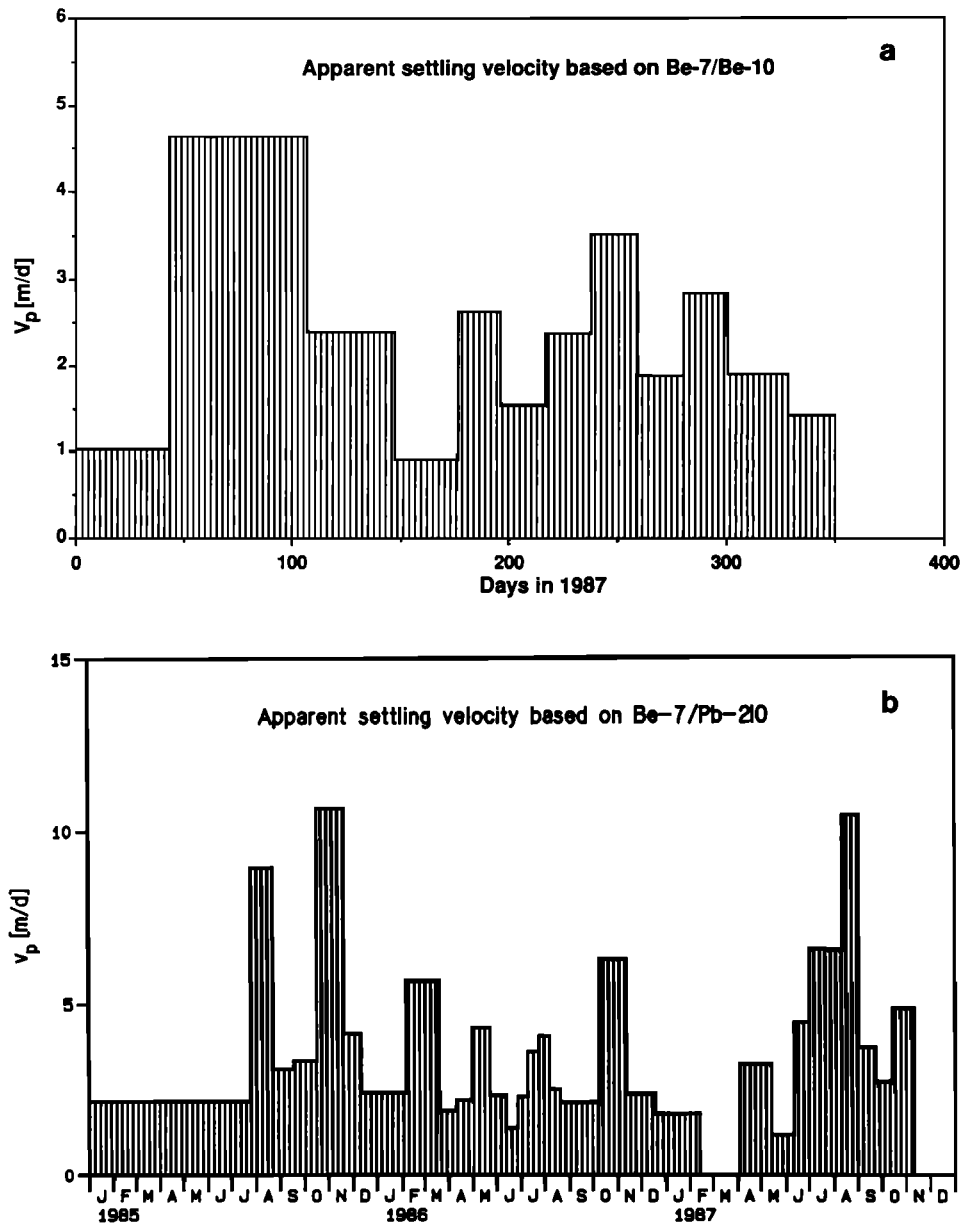 6
a
Apparent settling velocity based on Be-7/Be-10
5
4
3
Vp [m/d]
2
1
0
0 100 200 300 400
Days in 1987
15
b
Apparent settling velocity based on Be-7/Pb-210
10
vp [m/d]
5
0
J F M A M J J A S O N D J F M A M J J A S O N D J F M A M J J A S O N D
1985 1986 1987